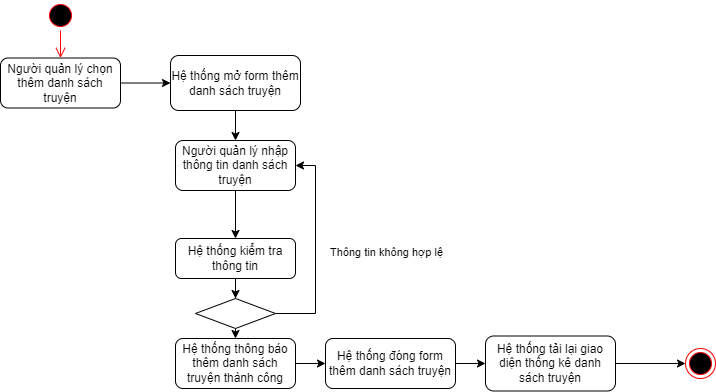 Người quản lý chọn
thêm danh sách
truyện
Hệ thống mở form thêm
danh sách truyện
Người quản lý nhập
thông tin danh sách
truyện
Hệ thống kiểm tra
thông tin
Thông tin không hợp lệ
Hệ thống thông báo
thêm danh sách
truyện thành công
Hệ thống đóng form
thêm danh sách truyện
Hệ thống tải lại giao
diện thống kê danh
sách truyện